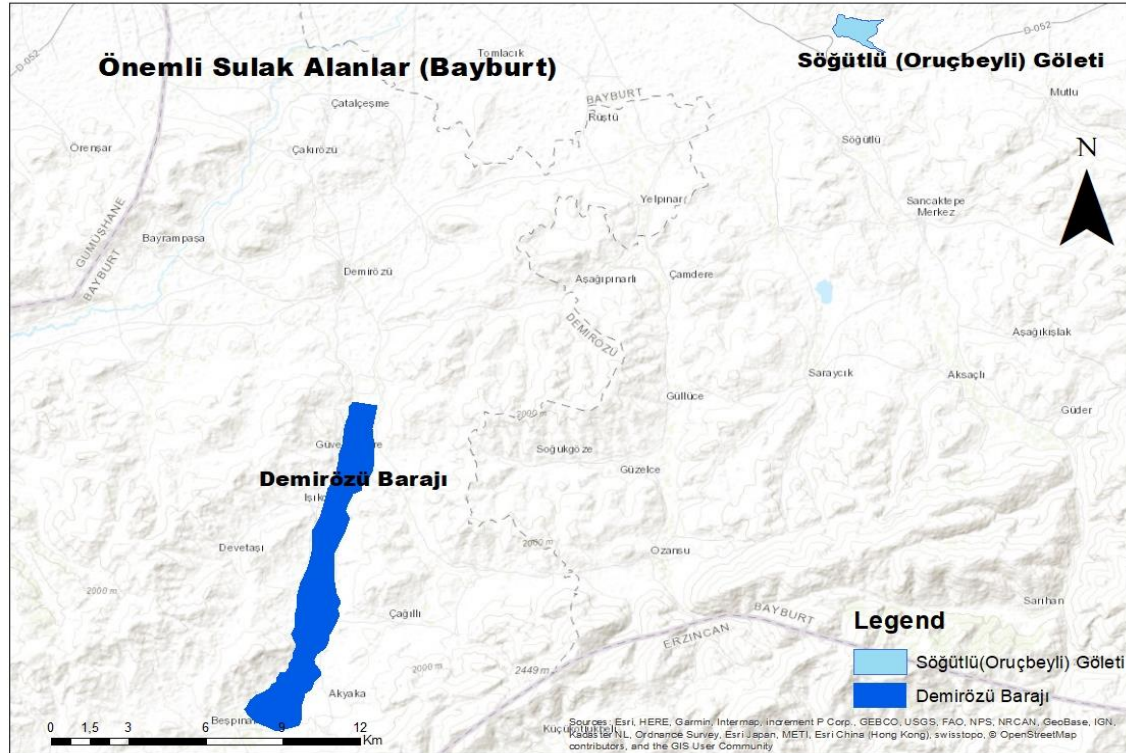 D-052
Önemli Sulak Alanlar (Bayburt)
Tomlacık
D-052
Söğütlü (Oruçbeyli) Göleti
Çatalçeşme
BAYBURT
Rüştü
Mutlu
Örenşar
Çakırözü
Söğütlü
N
Yelpınar
Sancaktepe
Merkez
GÜMÜŞHANE
BAYBURT
Bayrampaşa
Demirözü
Aşağıpınarlı
Çamdere
DEMİRÖZÜ
Aşağıkışlak
Saraycık
Aksaçlı
Güllüce
Güder
2000 m
Soğukgöze
Güzelce
Demirözü Barajı
Devetaşı
2000 m
Ozansu
2000 m
Sarıhan
Çağıllı
BAYBURT
ERZİNCAN
Legend
Söğütlü(Oruçbeyli) Göleti
Demirözü Barajı
2000 m
2449 m
Akyaka
0 1,5 3 6 9 12
Km
Sources: Esri, HERE, Garmin, Intermap, increment P Corp., GEBCO, USGS, FAO, NPS, NRCAN, GeoBase, IGN,
Kadaster NL, Ordnance Survey, Esri Japan, METI, Esri China (Hong Kong), swisstopo, © OpenStreetMap
contributors, and the GIS User Community